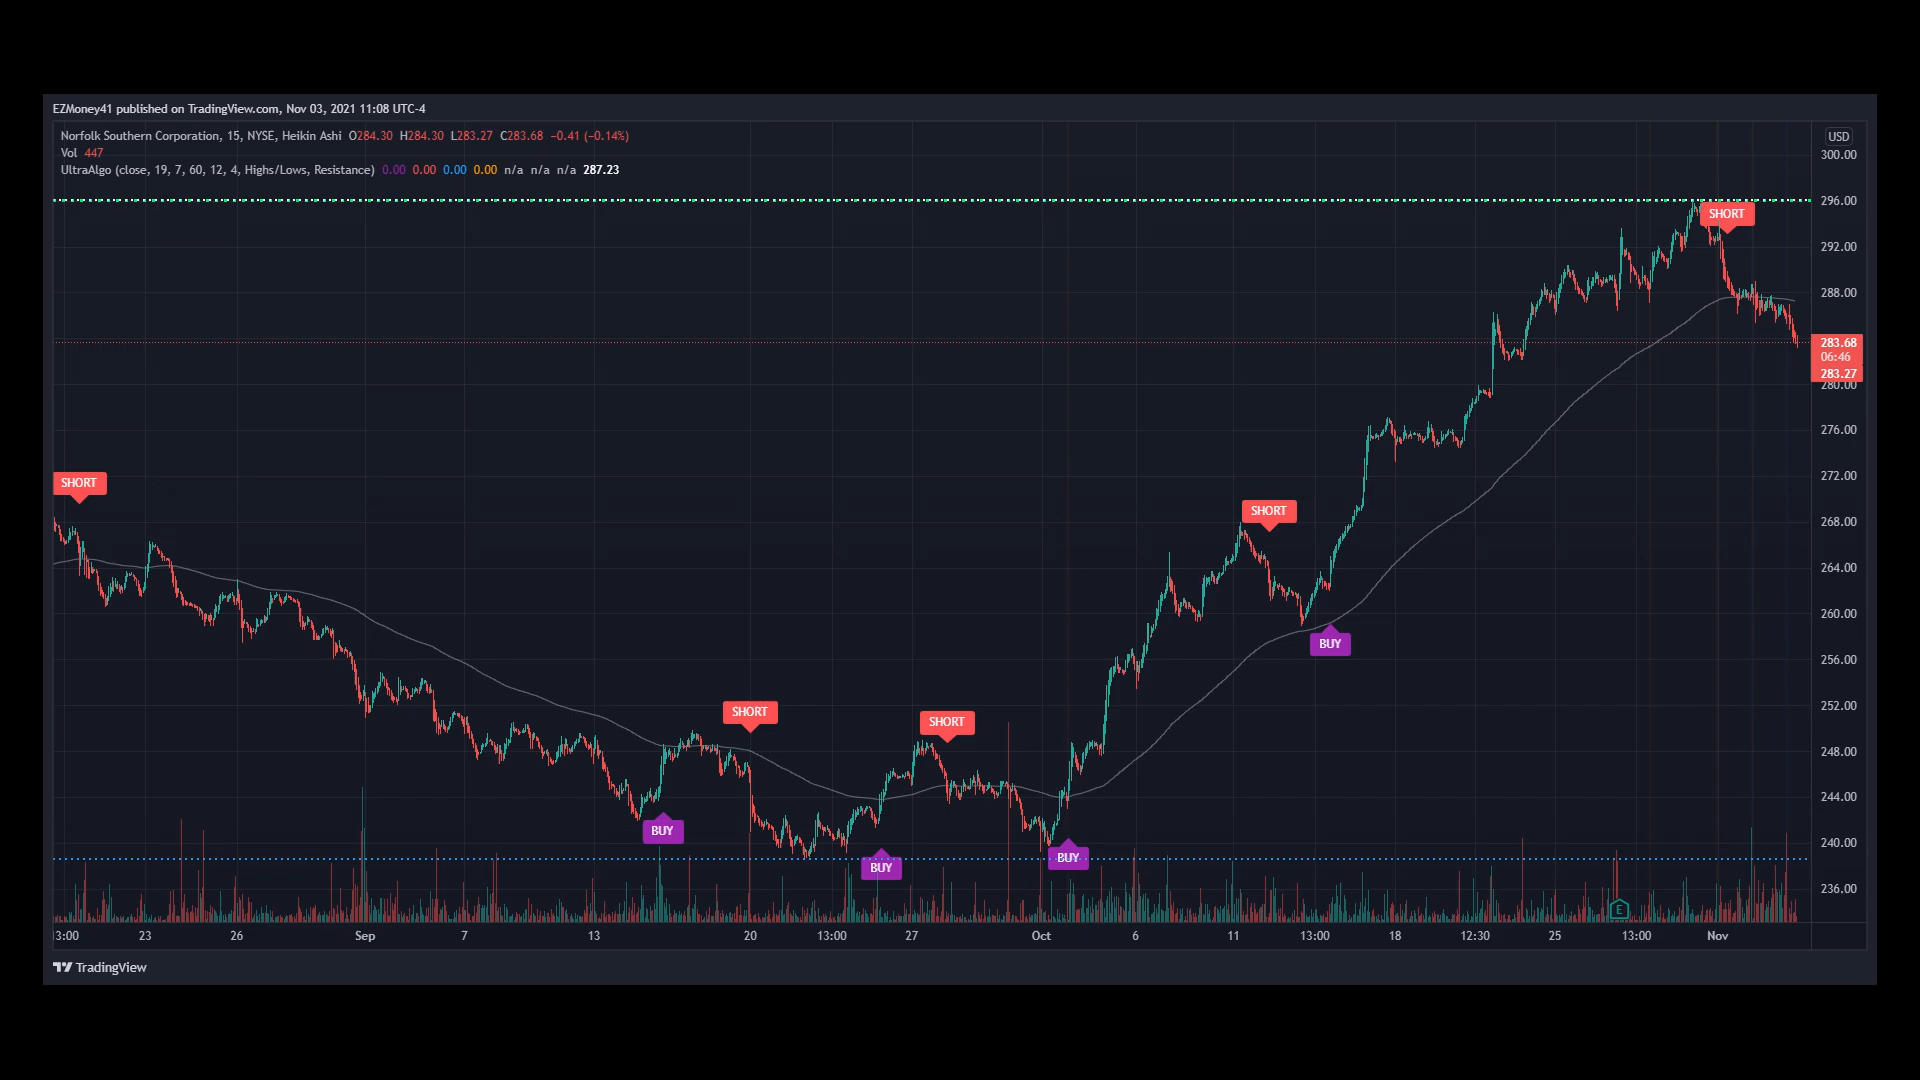 EZMoney41 published on TradingView.com, Nov 03, 2021 11:08 UTC-4
Norfolk Southern Corporation, 15, NYSE, Heikin Ashi O284.30 H284.30 L283.27 C283.68 −0.41 (−0.14%)
Vol 447
UltraAlgo (close, 19, 7, 60, 12, 4, Highs/Lows, Resistance) 0.00 0.00 0.00 0.00 n/a n/a n/a 287.23
USD
300.00
296.00
SHORT
292.00
288.00
283.68
06:46
283.27
280.00
276.00
272.00
SHORT
268.00
SHORT
264.00
260.00
BUY
256.00
252.00
SHORT
SHORT
248.00
244.00
BUY
240.00
BUY
BUY
236.00
E
13:00 23 26 Sep 7 13 20 13:00 27 Oct 6 11 13:00 18 12:30 25 13:00 Nov
TradingView